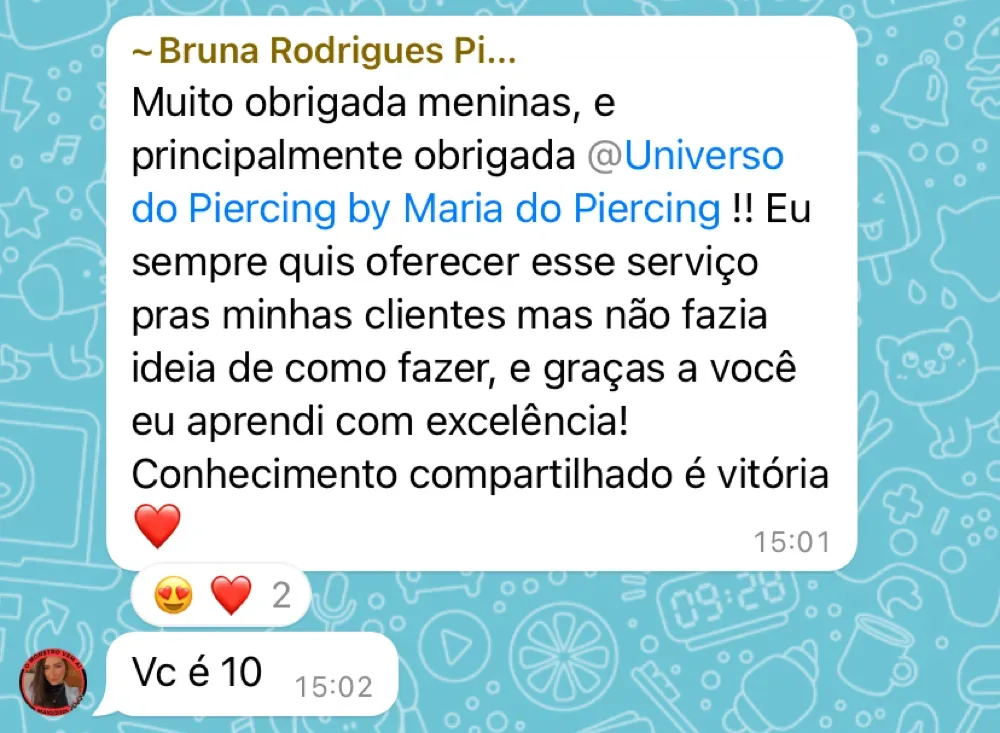 ~Bruna Rodrigues Pi...
Muito obrigada meninas, e
principalmente obrigada @Universo
do Piercing by Maria do Piercing !! Eu
sempre quis oferecer esse serviço
pras minhas clientes mas não fazia
ideia de como fazer, e graças a você
eu aprendi com excelência!
Conhecimento compartilhado é vitória
❤️
15:01
😍 ❤️ 2
09:28
Vc é 10 15:02